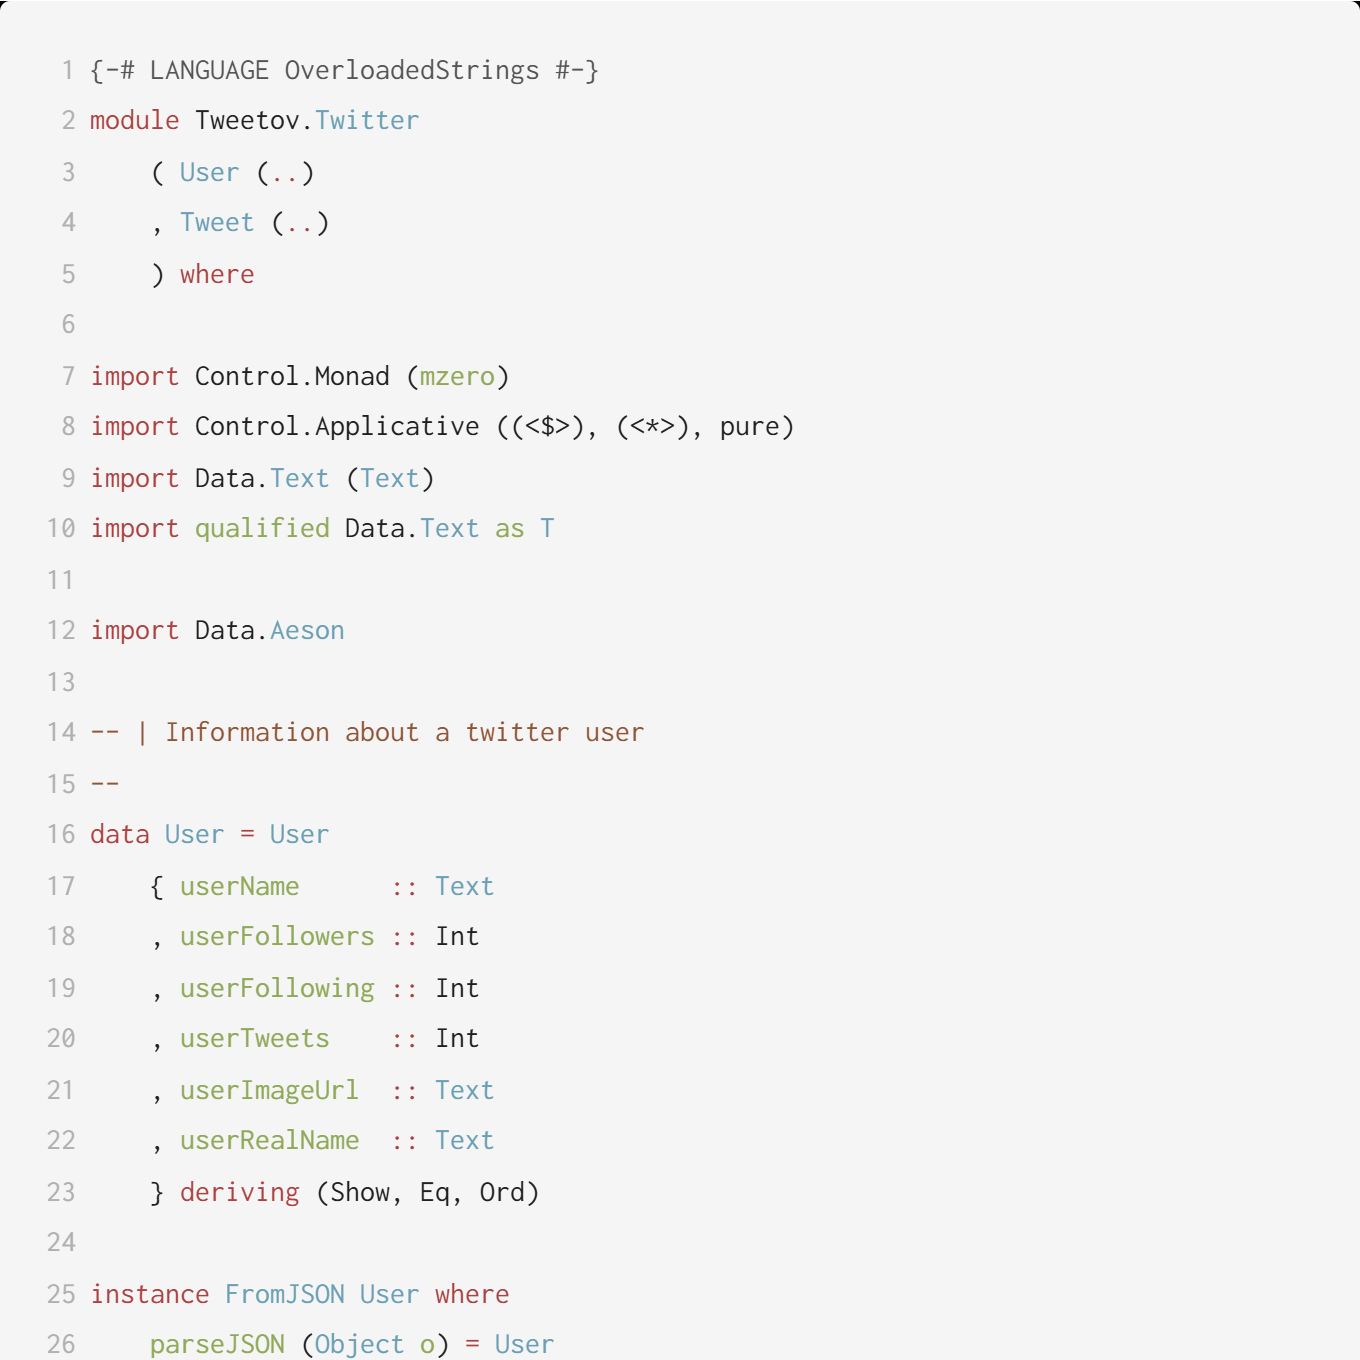 1 {-# LANGUAGE OverloadedStrings #-}
2 module Tweetov.Twitter
3     ( User (..)
4     , Tweet (..)
5     ) where
6
7 import Control.Monad (mzero)
8 import Control.Applicative ((<$>), (<*>), pure)
9 import Data.Text (Text)
10 import qualified Data.Text as T
11
12 import Data.Aeson
13
14 -- | Information about a twitter user
15 --
16 data User = User
17     { userName      :: Text
18     , userFollowers :: Int
19     , userFollowing :: Int
20     , userTweets    :: Int
21     , userImageUrl  :: Text
22     , userRealName  :: Text
23     } deriving (Show, Eq, Ord)
24
25 instance FromJSON User where
26     parseJSON (Object o) = User